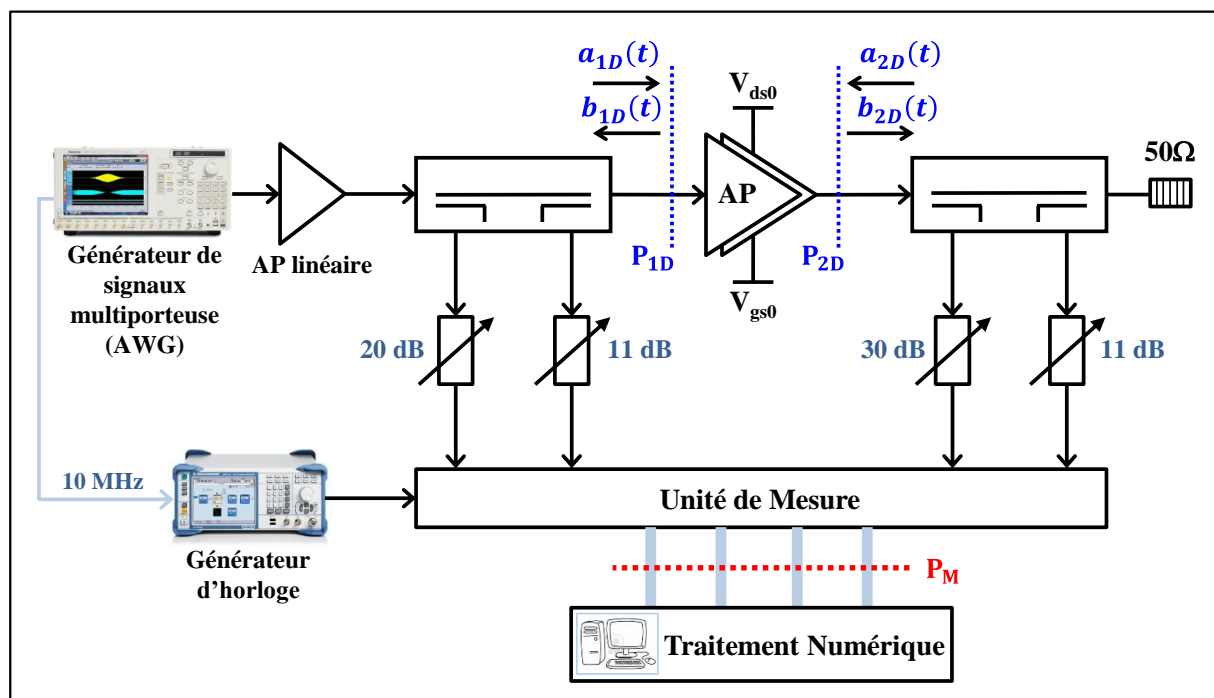 a₁D(t)
b₁D(t)
a₂D(t)
b₂D(t)
Vds0
50Ω
AP
P1D
P2D
Vgs0
Générateur de
signaux
multiporteuse
(AWG)
AP linéaire
20 dB
11 dB
30 dB
11 dB
10 MHz
Unité de Mesure
Générateur
d’horloge
PM
Traitement Numérique